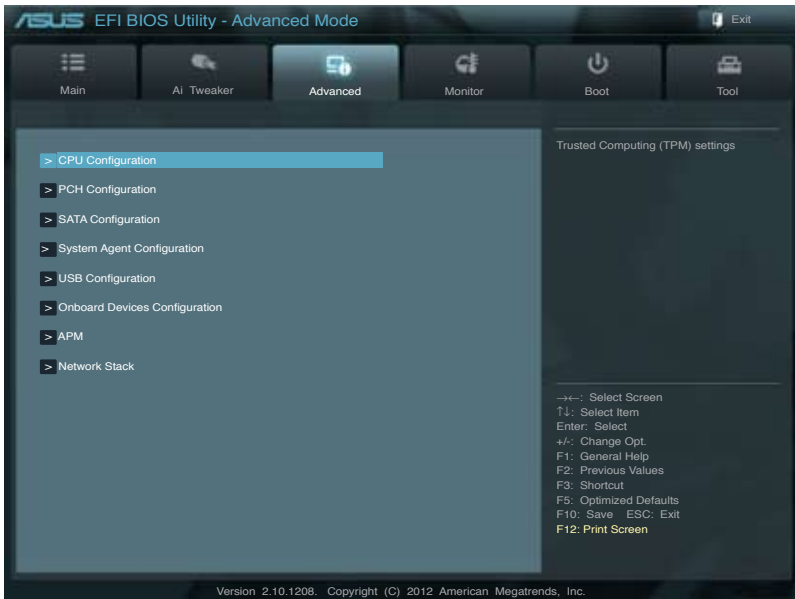 ASUS EFI BIOS Utility - Advanced Mode
Exit
Main
Ai Tweaker
Advanced
Monitor
Boot
Tool
> CPU Configuration
> PCH Configuration
> SATA Configuration
> System Agent Configuration
> USB Configuration
> Onboard Devices Configuration
> APM
> Network Stack
Trusted Computing (TPM) settings
→←: Select Screen
↑↓: Select Item
Enter: Select
+/-: Change Opt.
F1: General Help
F2: Previous Values
F3: Shortcut
F5: Optimized Defaults
F10: Save ESC: Exit
F12: Print Screen
Version 2.10.1208. Copyright (C) 2012 American Megatrends, Inc.